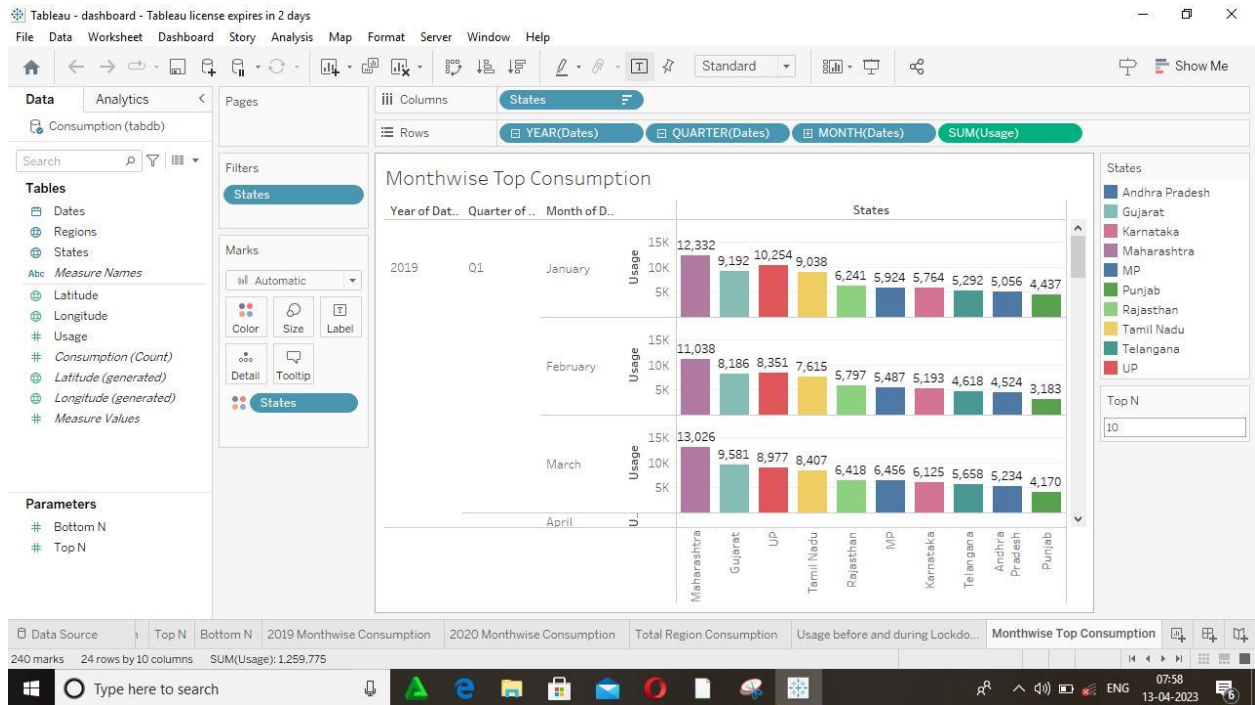 Tableau - dashboard - Tableau license expires in 2 days
File Data Worksheet Dashboard Story Analysis Map Format Server Window Help
Standard
Show Me
Data Analytics
Consumption (tabdb)
Search
Tables
Dates
Regions
States
Abc Measure Names
Latitude
Longitude
# Usage
# Consumption (Count)
Latitude (generated)
Longitude (generated)
# Measure Values
Parameters
# Bottom N
# Top N
Pages
Filters
States
Marks
Automatic
Color Size Label
Detail Tooltip
States
iii Columns States
Rows YEAR(Dates) QUARTER(Dates) MONTH(Dates) SUM(Usage)
Monthwise Top Consumption
Year of Dat.. Quarter of .. Month of D.. States
2019 Q1 January Usage 15K 10K 5K
12,332 9,192 10,254 9,038 6,241 5,924 5,764 5,292 5,056 4,437
February Usage 15K 10K 5K
11,038 8,186 8,351 7,615 5,797 5,487 5,193 4,618 4,524 3,183
March Usage 15K 10K 5K
13,026 9,581 8,977 8,407 6,418 6,456 6,125 5,658 5,234 4,170
April U..
Maharashtra Gujarat UP Tamil Nadu Rajasthan MP Karnataka Telangana Andhra Pradesh Punjab
States
Andhra Pradesh
Gujarat
Karnataka
Maharashtra
MP
Punjab
Rajasthan
Tamil Nadu
Telangana
UP
Top N
10
Data Source Top N Bottom N 2019 Monthwise Consumption 2020 Monthwise Consumption Total Region Consumption Usage before and during Lockdo... Monthwise Top Consumption
240 marks 24 rows by 10 columns SUM(Usage): 1,259,775
Type here to search
ENG
07:58
13-04-2023
6